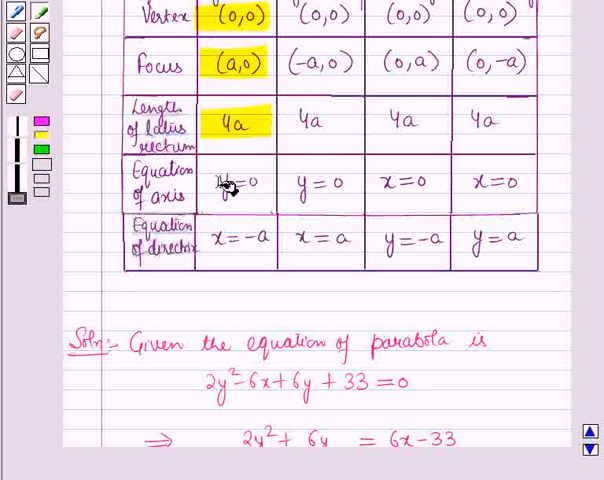 Vertex (0,0) (0,0) (0,0) (0,0)
Focus (a,0) (-a,0) (0,a) (0,-a)
Length of latus rectum 4a 4a 4a 4a
Equation of axis y=0 y=0 x=0 x=0
Equation of directrix x=-a x=a y=-a y=a
Soln:- Given the equation of parabola is
2y²-6x+6y+33=0
⇒ 2y²+6y = 6x-33